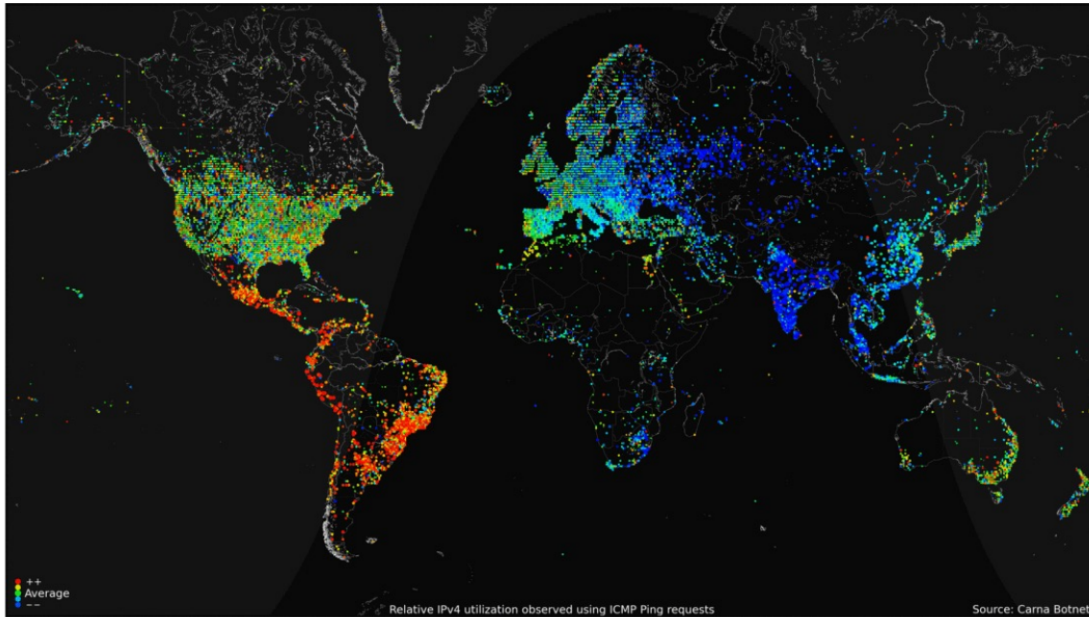 ++
Average
−−
Relative IPv4 utilization observed using ICMP Ping requests
Source: Carna Botnet